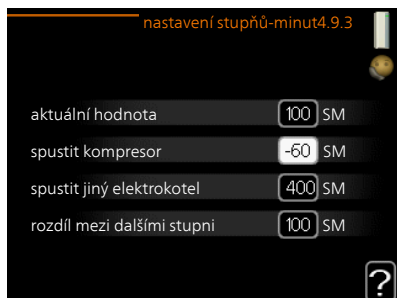 nastavení stupňů-minut4.9.3
aktuální hodnota 100 SM
spustit kompresor -60 SM
spustit jiný elektrokotel 400 SM
rozdíl mezi dalšími stupni 100 SM
?